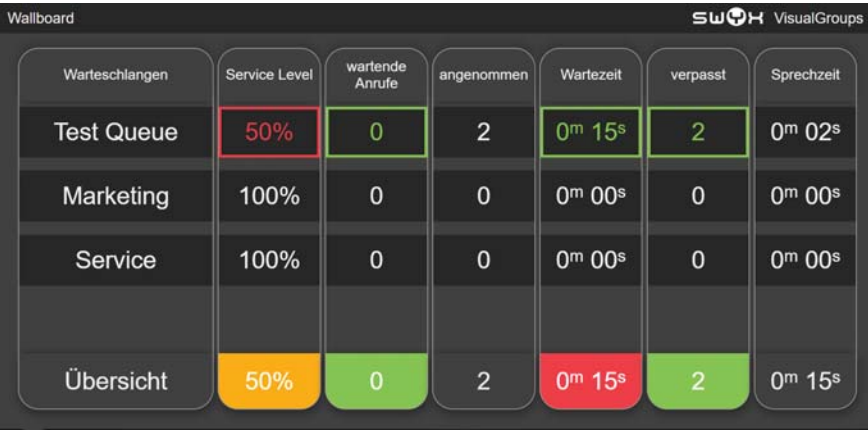 Wallboard
swyx VisualGroups
Warteschlangen Service Level wartende Anrufe angenommen Wartezeit verpasst Sprechzeit
Test Queue 50% 0 2 0m 15s 2 0m 02s
Marketing 100% 0 0 0m 00s 0 0m 00s
Service 100% 0 0 0m 00s 0 0m 00s
Übersicht 50% 0 2 0m 15s 2 0m 15s